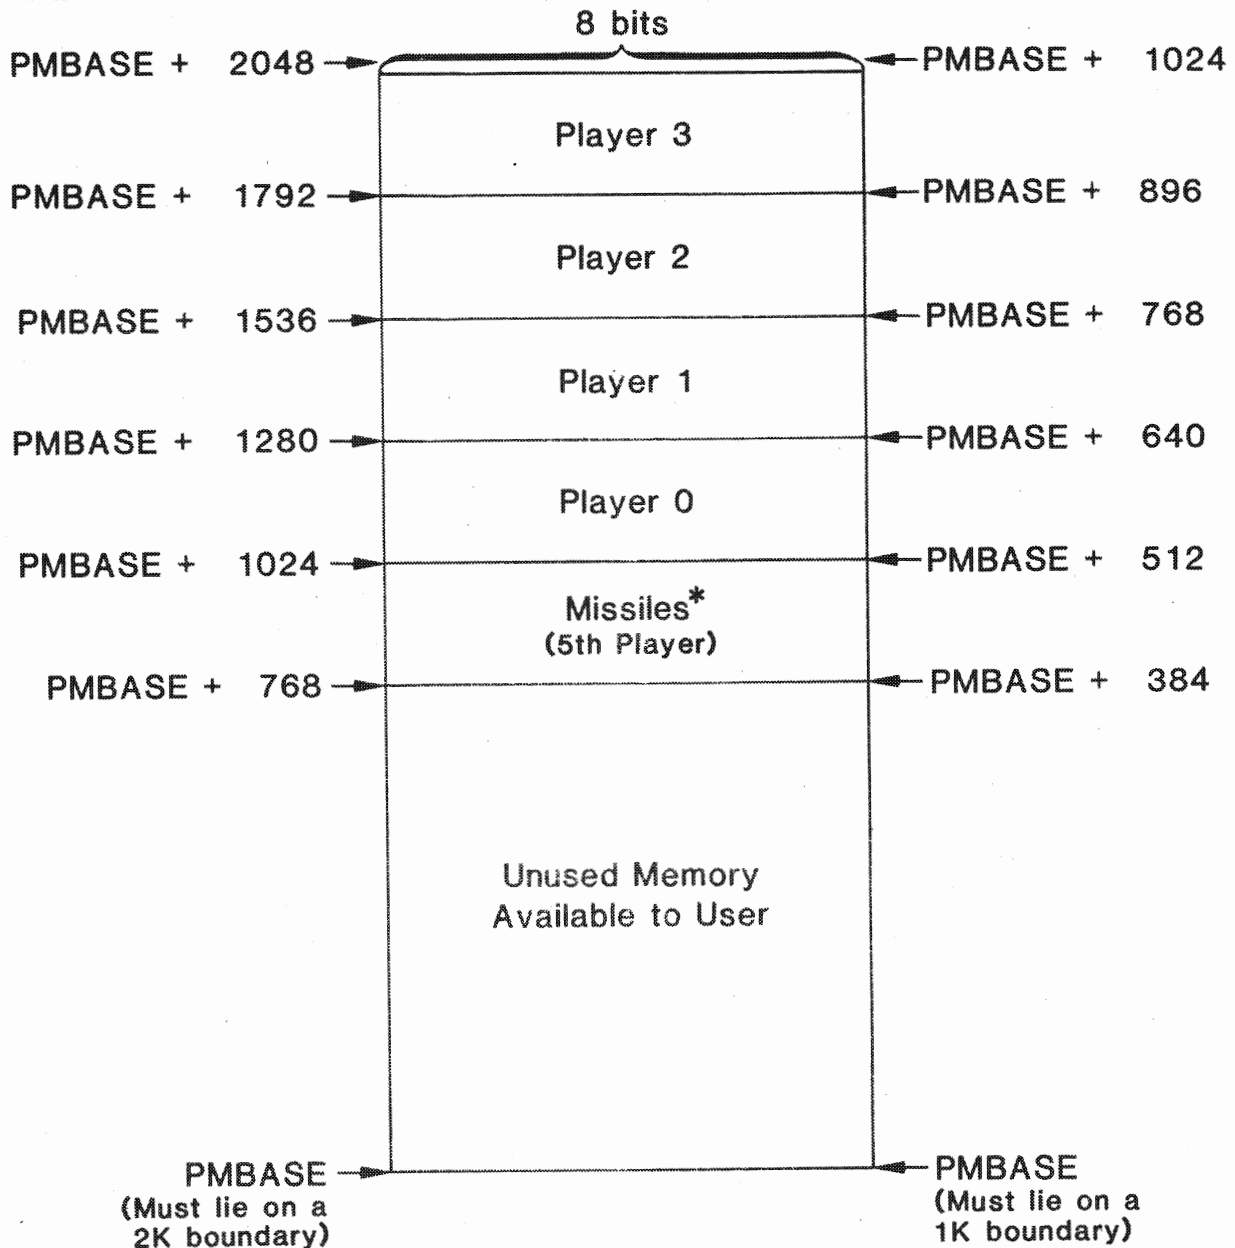 8 bits
PMBASE + 2048
PMBASE + 1024
Player 3
PMBASE + 1792
PMBASE + 896
Player 2
PMBASE + 1536
PMBASE + 768
Player 1
PMBASE + 1280
PMBASE + 640
Player 0
PMBASE + 1024
PMBASE + 512
Missiles*
(5th Player)
PMBASE + 768
PMBASE + 384
Unused Memory
Available to User
PMBASE
(Must lie on a
2K boundary)
PMBASE
(Must lie on a
1K boundary)